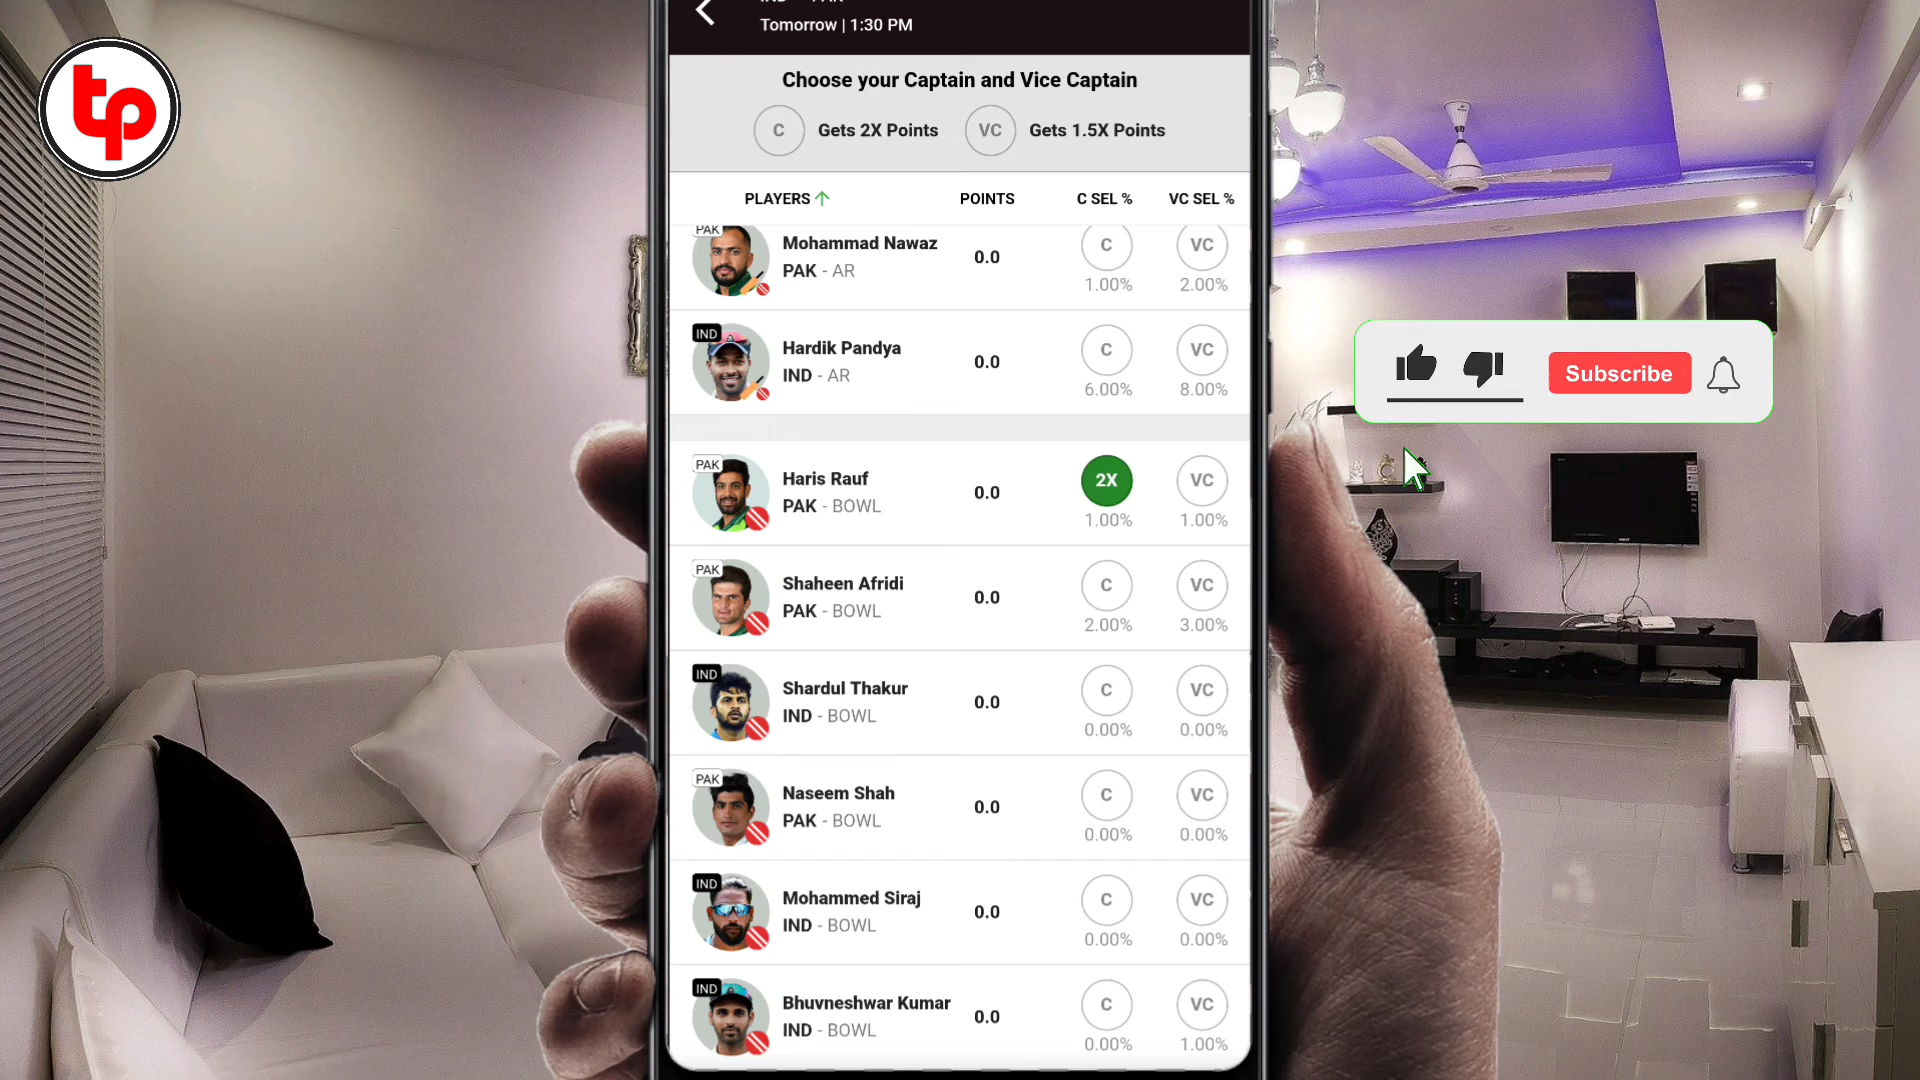 tp
Tomorrow | 1:30 PM
Choose your Captain and Vice Captain
C Gets 2X Points VC Gets 1.5X Points
PLAYERS POINTS C SEL % VC SEL %
PAK Mohammad Nawaz 0.0 C VC
PAK - AR 1.00% 2.00%
IND Hardik Pandya 0.0 C VC
IND - AR 6.00% 8.00%
Subscribe
PAK Haris Rauf 0.0 2X VC
PAK - BOWL 1.00% 1.00%
PAK Shaheen Afridi 0.0 C VC
PAK - BOWL 2.00% 3.00%
IND Shardul Thakur 0.0 C VC
IND - BOWL 0.00% 0.00%
PAK Naseem Shah 0.0 C VC
PAK - BOWL 0.00% 0.00%
IND Mohammed Siraj 0.0 C VC
IND - BOWL 0.00% 0.00%
IND Bhuvneshwar Kumar 0.0 C VC
IND - BOWL 0.00% 1.00%